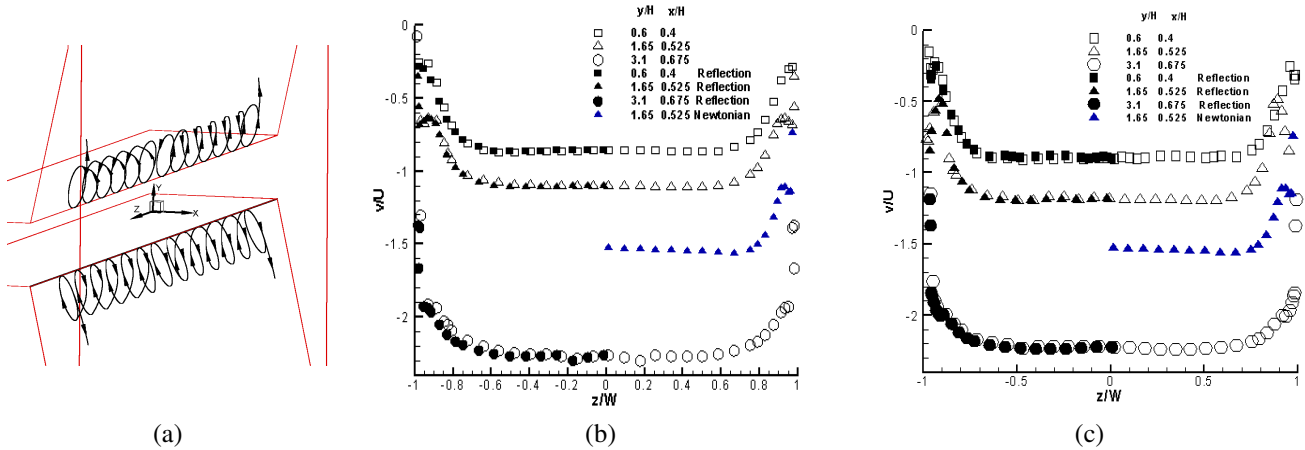 Y
Z X
(a)
y/H x/H
0.6 0.4
1.65 0.525
3.1 0.675
0.6 0.4 Reflection
1.65 0.525 Reflection
3.1 0.675 Reflection
1.65 0.525 Newtonian
0
-0.5
-1
-1.5
-2
v/U
-1 -0.8 -0.6 -0.4 -0.2 0 0.2 0.4 0.6 0.8 1
z/W
(b)
y/H x/H
0.6 0.4
1.65 0.525
3.1 0.675
0.6 0.4 Reflection
1.65 0.525 Reflection
3.1 0.675 Reflection
1.65 0.525 Newtonian
0
-0.5
-1
-1.5
-2
v/U
-1 -0.5 0 0.5 1
z/W
(c)